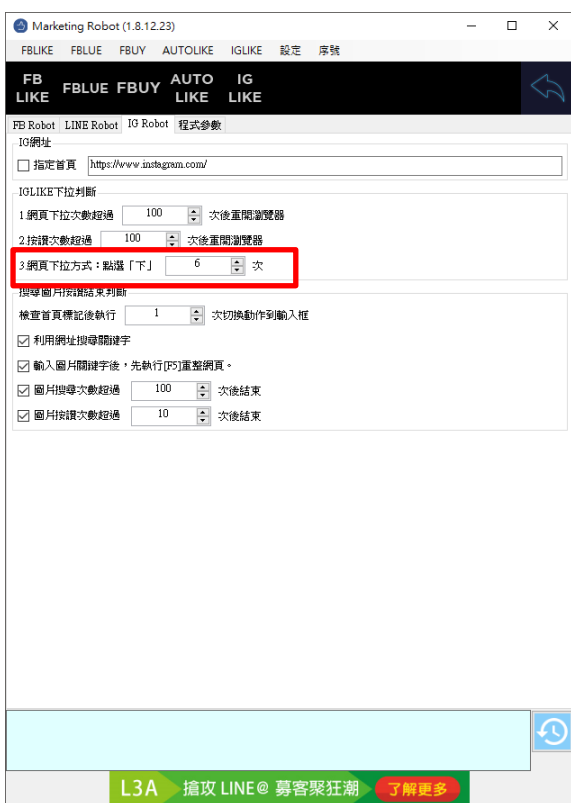 Marketing Robot (1.8.12.23)
FBLIKE FBLUE FBUY AUTOLIKE IGLIKE 設定 序號
FB LIKE FBLUE FBUY AUTO LIKE IG LIKE
FB Robot LINE Robot IG Robot 程式參數
IG網址
指定首頁 https://www.instagram.com/
IGLIKE下拉判斷
1.網頁下拉次數超過 100 次後重開瀏覽器
2.按讚次數超過 100 次後重開瀏覽器
3.網頁下拉方式：點選「下」 6 次
搜尋圖片按讚結束判斷
檢查首頁標記後執行 1 次切換動作到輸入框
利用網址搜尋關鍵字
輸入圖片關鍵字後，先執行[F5]重整網頁。
圖片搜尋次數超過 100 次後結束
圖片按讚次數超過 10 次後結束
L3A 搶攻 LINE@ 募客聚狂潮 了解更多